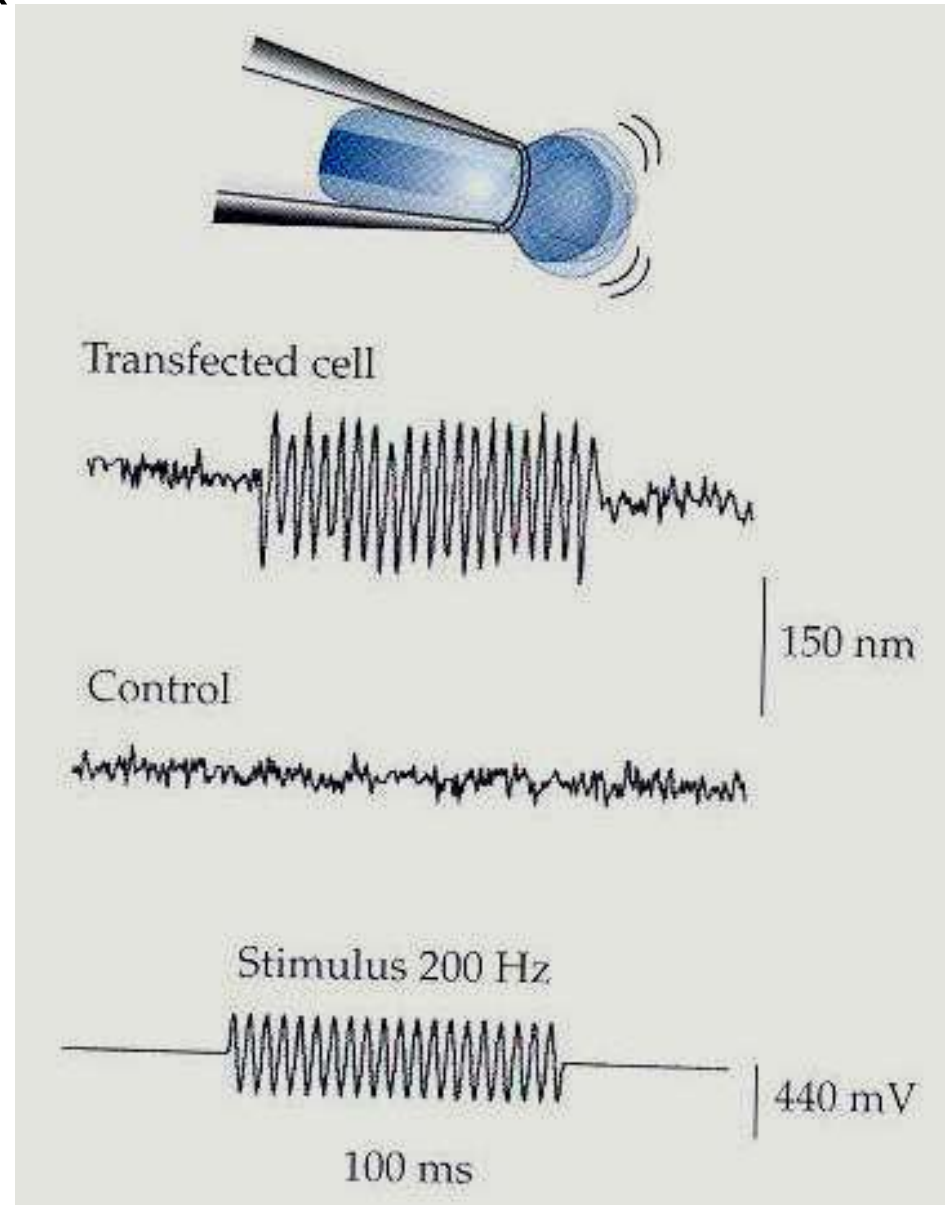 Transfected cell
150 nm
Control
Stimulus 200 Hz
440 mV
100 ms